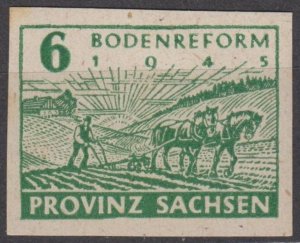 6 BODENREFORM
1945
PROVINZ SACHSEN